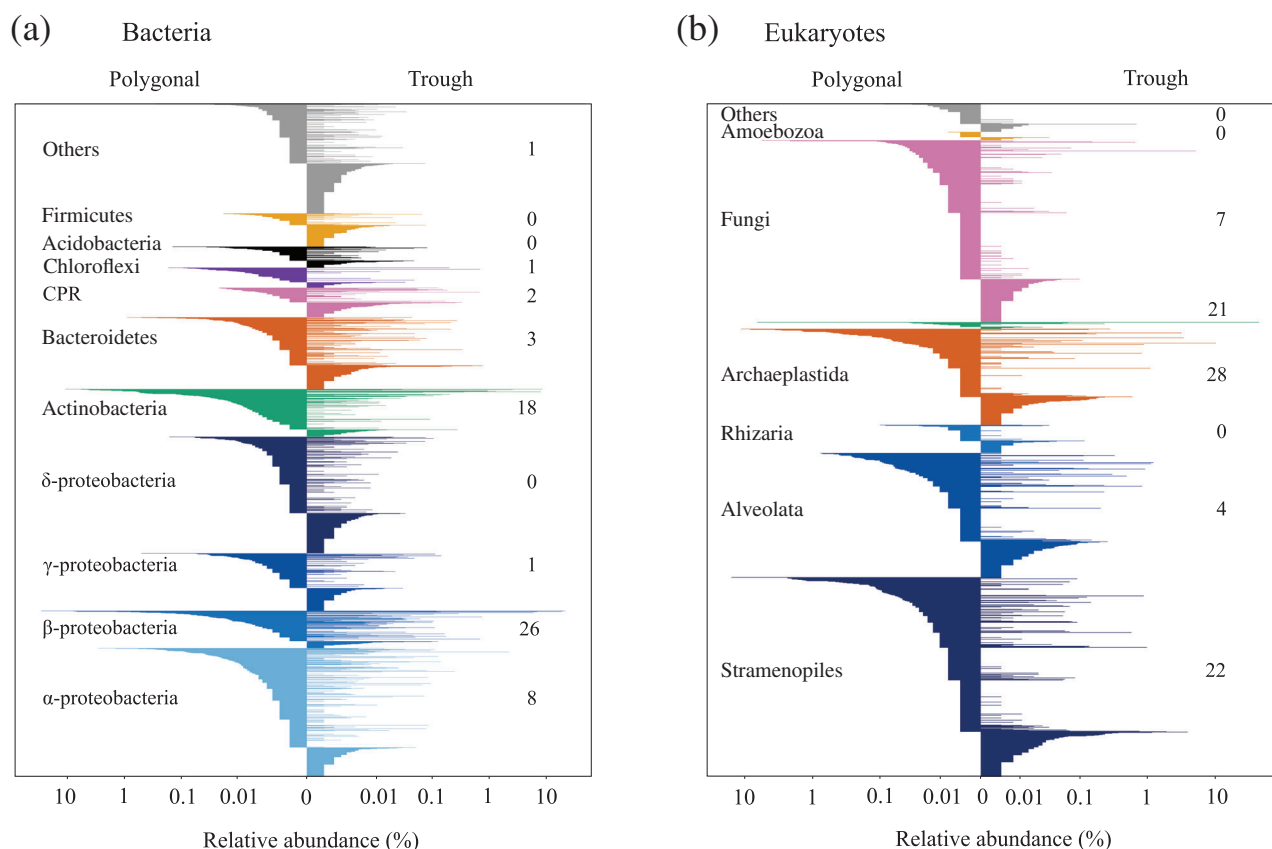 (a) Bacteria
Polygonal Trough
Others 1
Firmicutes 0
Acidobacteria 0
Chloroflexi 1
CPR 2
Bacteroidetes 3
Actinobacteria 18
δ-proteobacteria 0
γ-proteobacteria 1
β-proteobacteria 26
α-proteobacteria 8
10 1 0.1 0.01 0 0.01 0.1 1 10
Relative abundance (%)
(b) Eukaryotes
Polygonal Trough
Others 0
Amoebozoa 0
Fungi 7
21
Archaeplastida 28
Rhizaria 0
Alveolata 4
Stramenopiles 22
10 1 0.1 0.01 0 0.01 0.1 1 10
Relative abundance (%)